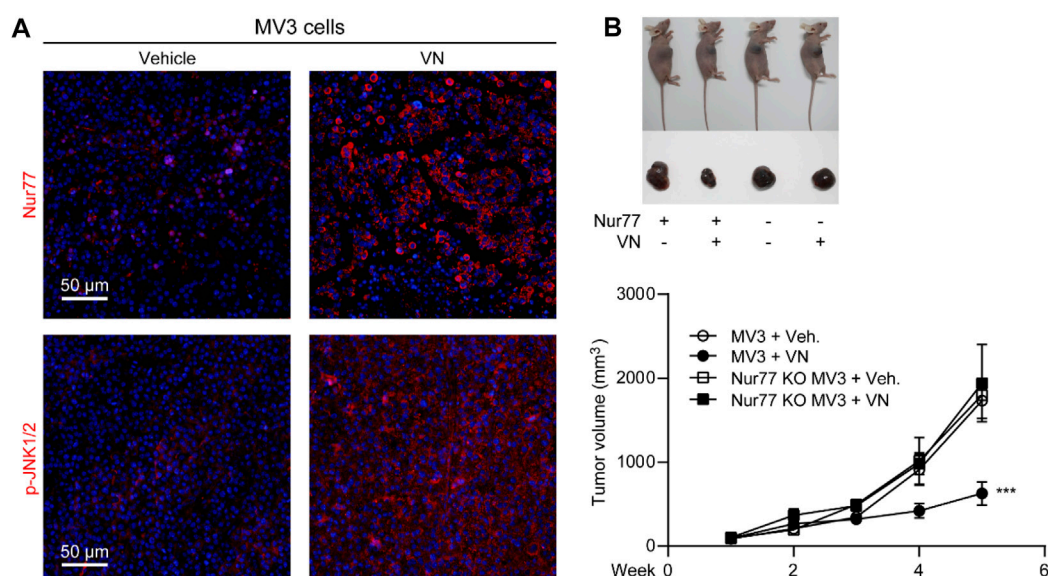 A
MV3 cells
Vehicle
VN
Nur77
50 µm
p-JNK1/2
50 µm
B
Nur77 + + - -
VN - + - +
3000
2000
1000
0
Tumor volume (mm³)
MV3 + Veh.
MV3 + VN
Nur77 KO MV3 + Veh.
Nur77 KO MV3 + VN
***
Week 0 2 4 6